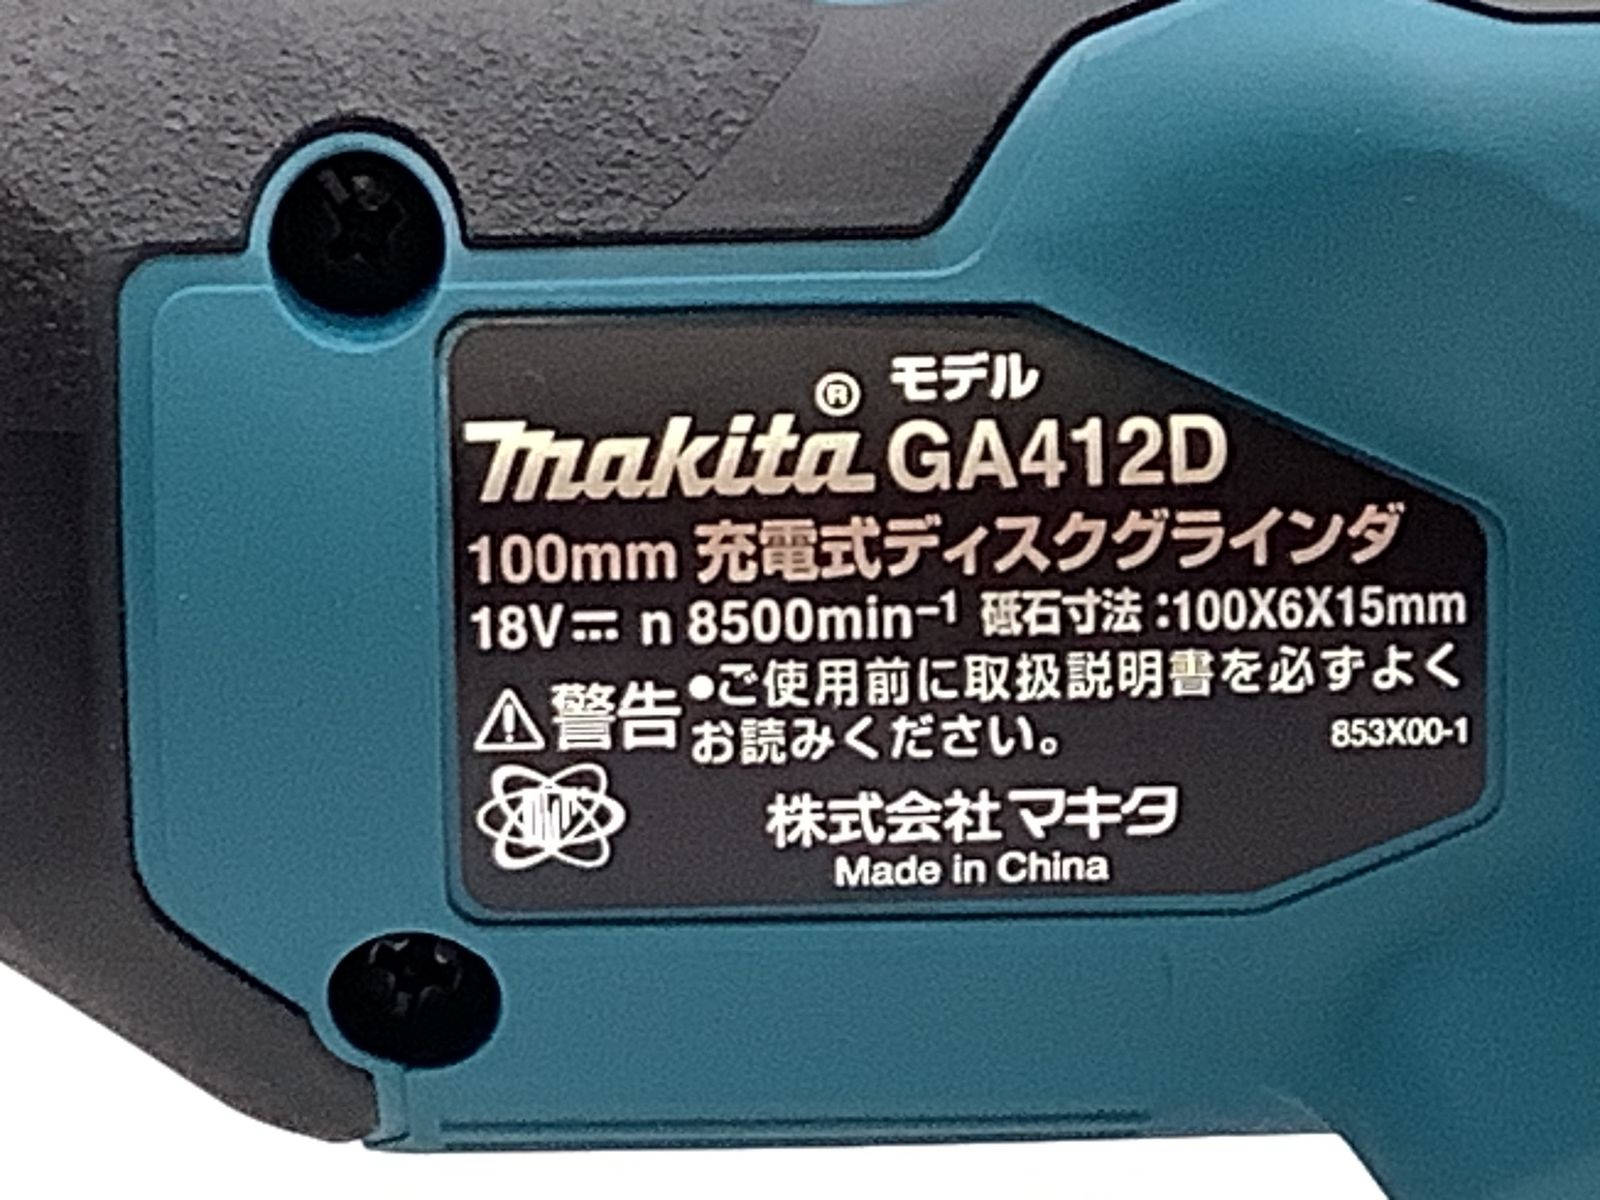 モデル
makita® GA412D
100mm 充電式ディスクグラインダ
18V⎓ n 8500min⁻¹ 砥石寸法:100X6X15mm
⚠警告 ●ご使用前に取扱説明書を必ずよく
お読みください。 853X00-1
株式会社マキタ
Made in China